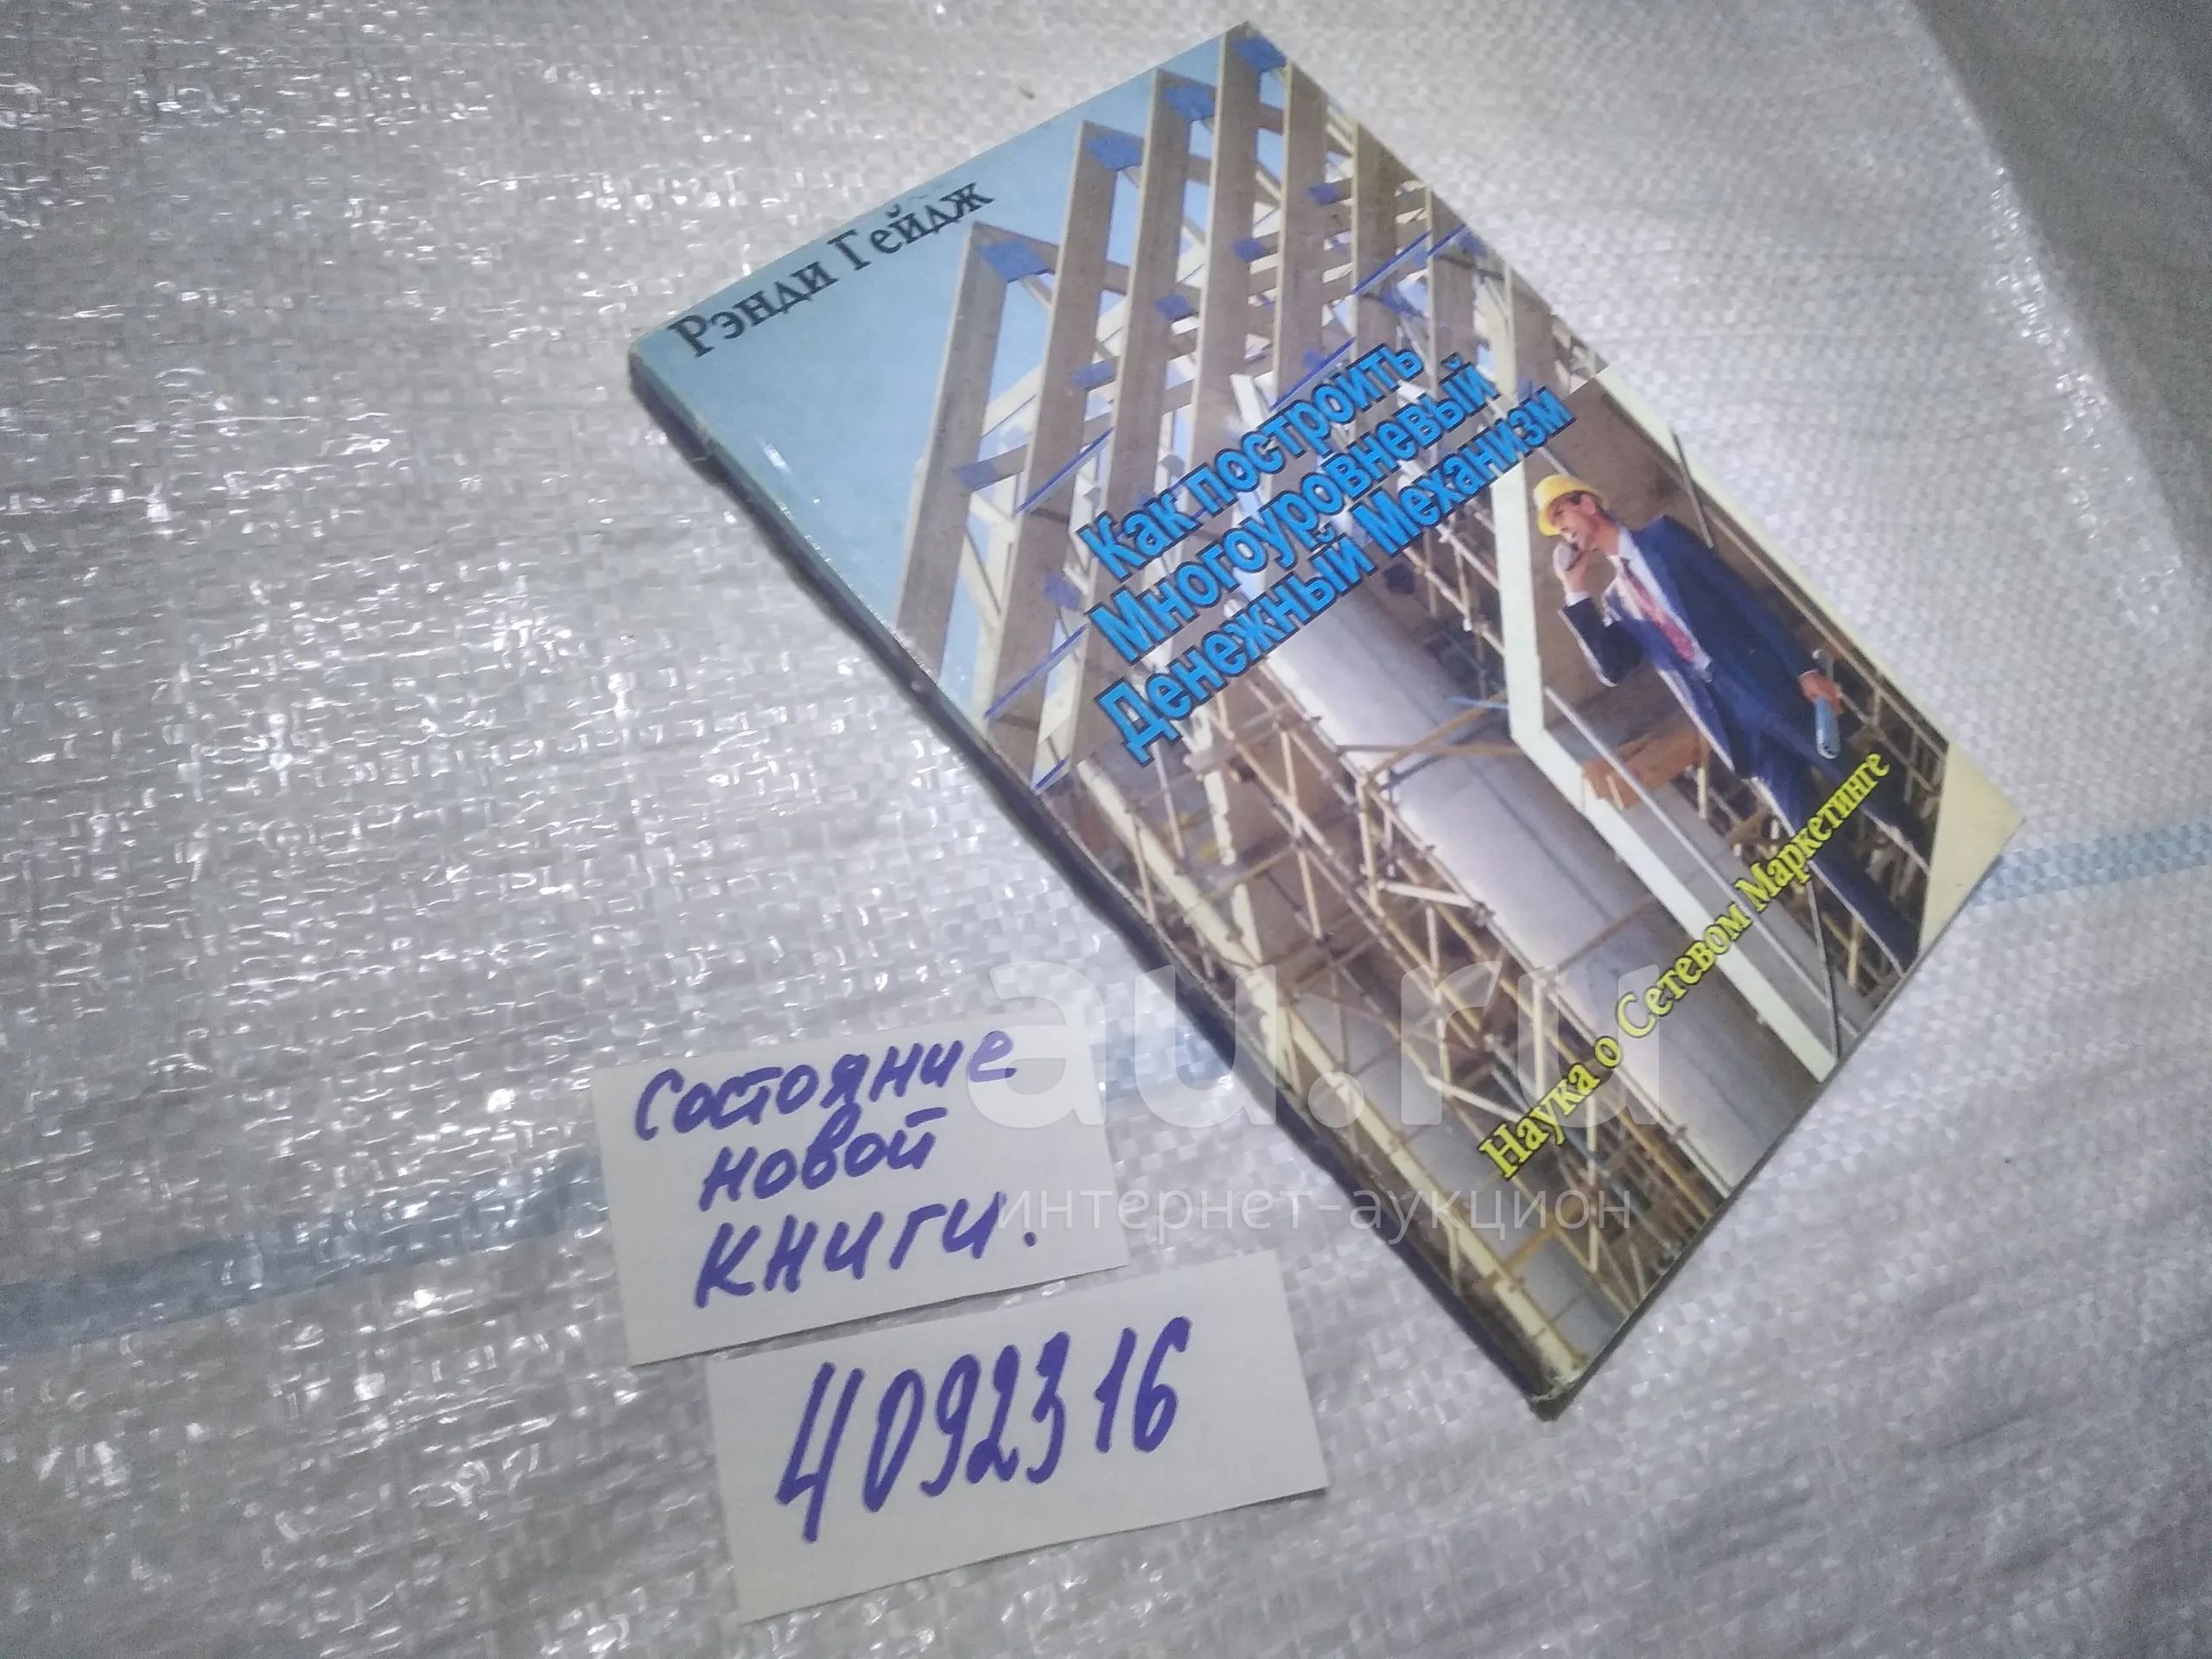 Рэнди Гейдж
Как построить
Многоуровневый
Денежный Механизм
Наука о Сетевом Маркетинге
au.ru
интернет-аукцион
Состояние
новой
книги.
4092316